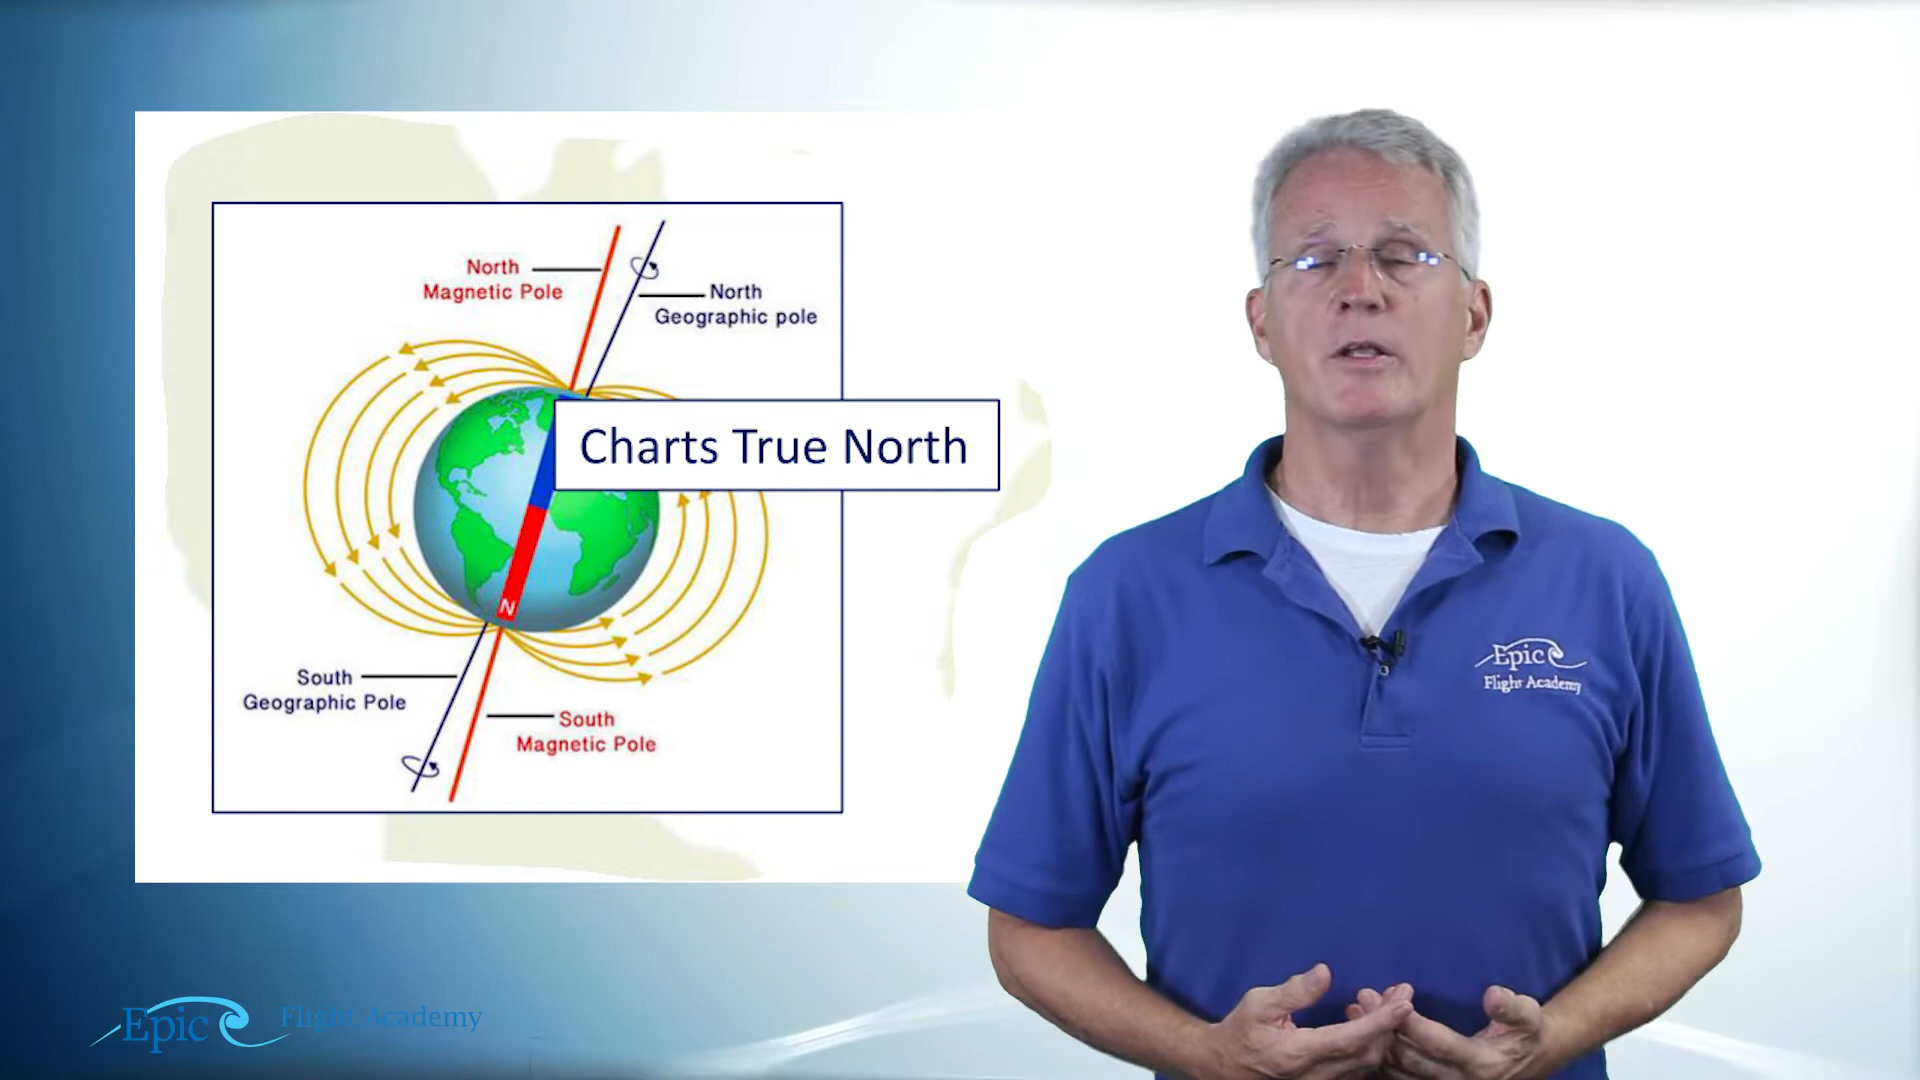 North
Magnetic Pole
North
Geographic pole
Charts True North
N
South
Geographic Pole
South
Magnetic Pole
Epic
Flight Academy
Epic Flight Academy